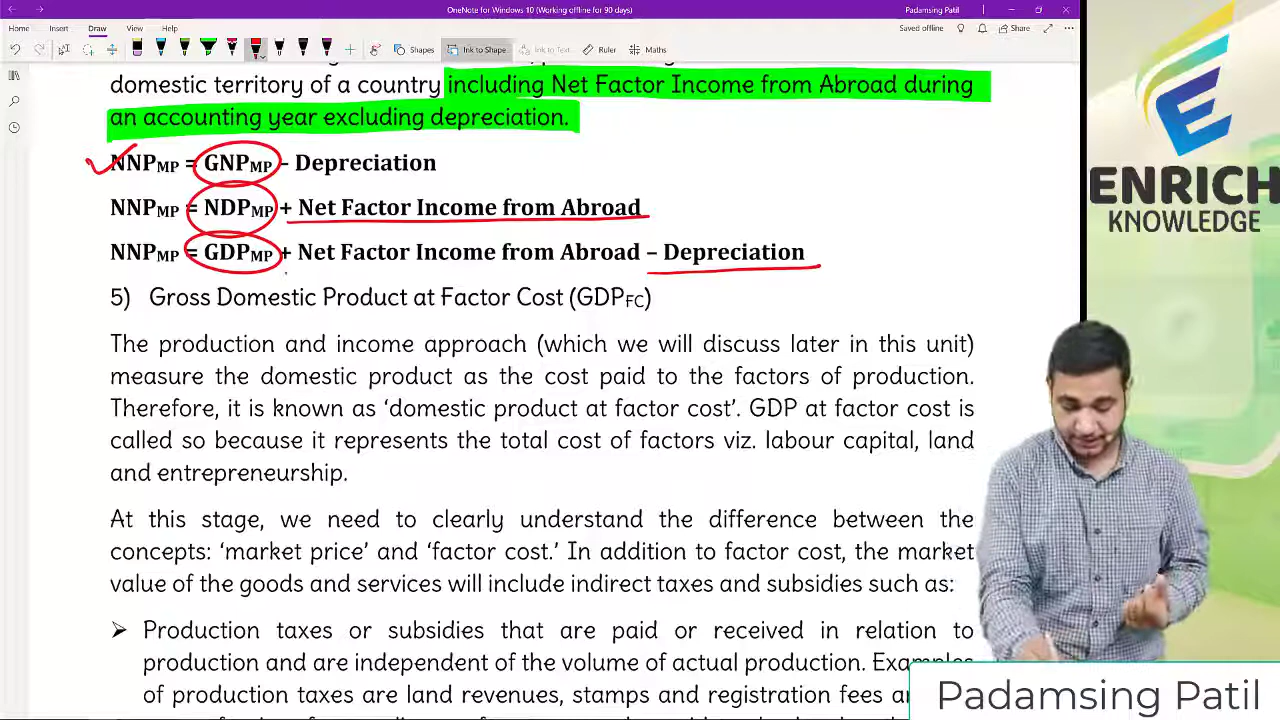 OneNote for Windows 10 (Working offline for 90 days)
Padamsing Patil
Home Insert Draw View Help
Saved offline
Share
Shapes
Ink to Shape
Ink to Text
Ruler
Maths
domestic territory of a country including Net Factor Income from Abroad during
an accounting year excluding depreciation.
NNPMP = GNPMP – Depreciation
NNPMP = NDPMP + Net Factor Income from Abroad
NNPMP = GDPMP + Net Factor Income from Abroad – Depreciation
5) Gross Domestic Product at Factor Cost (GDPFC)
The production and income approach (which we will discuss later in this unit)
measure the domestic product as the cost paid to the factors of production.
Therefore, it is known as ‘domestic product at factor cost’. GDP at factor cost is
called so because it represents the total cost of factors viz. labour capital, land
and entrepreneurship.
At this stage, we need to clearly understand the difference between the
concepts: ‘market price’ and ‘factor cost.’ In addition to factor cost, the market
value of the goods and services will include indirect taxes and subsidies such as:
➤ Production taxes or subsidies that are paid or received in relation to
production and are independent of the volume of actual production. Examples
of production taxes are land revenues, stamps and registration fees
ENRICH
KNOWLEDGE
Padamsing Patil